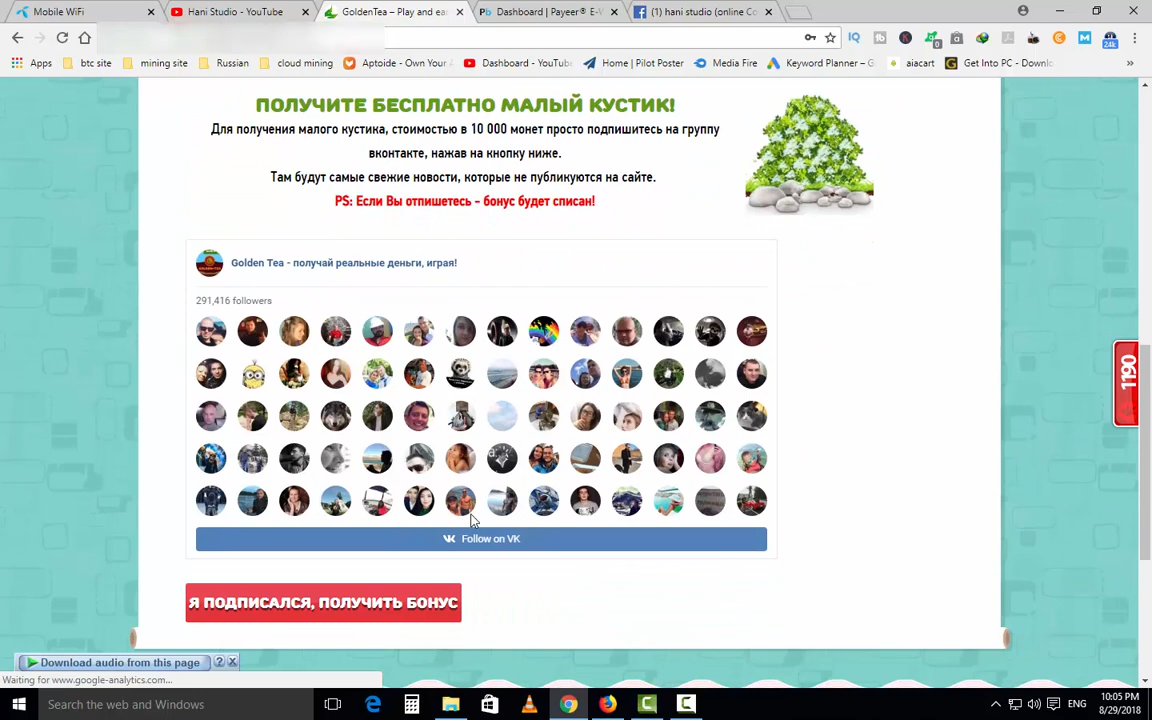 Mobile WiFi
Hani Studio - YouTube
GoldenTea – Play and ea
Dashboard | Payeer® E-W
(1) hani studio (online Co
Apps
btc site
mining site
Russian
cloud mining
Aptoide - Own Your A
Dashboard - YouTube
Home | Pilot Poster
Media Fire
Keyword Planner – G
aiacart
Get Into PC - Downlo
ПОЛУЧИТЕ БЕСПЛАТНО МАЛЫЙ КУСТИК!
Для получения малого кустика, стоимостью в 10 000 монет просто подпишитесь на группу
вконтакте, нажав на кнопку ниже.
Там будут самые свежие новости, которые не публикуются на сайте.
PS: Если Вы отпишетесь - бонус будет списан!
Golden Tea - получай реальные деньги, играя!
291,416 followers
1190
Follow on VK
Я ПОДПИСАЛСЯ, ПОЛУЧИТЬ БОНУС
Download audio from this page
Waiting for www.google-analytics.com...
Search the web and Windows
ENG
10:05 PM
8/29/2018